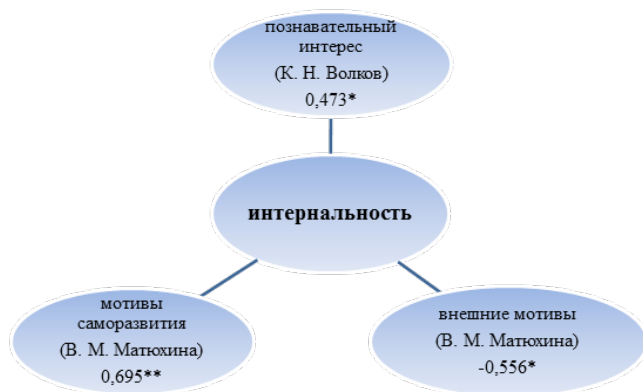 познавательный
интерес
(К. Н. Волков)
0,473*
интернальность
мотивы
саморазвития
(В. М. Матюхина)
0,695**
внешние мотивы
(В. М. Матюхина)
-0,556*